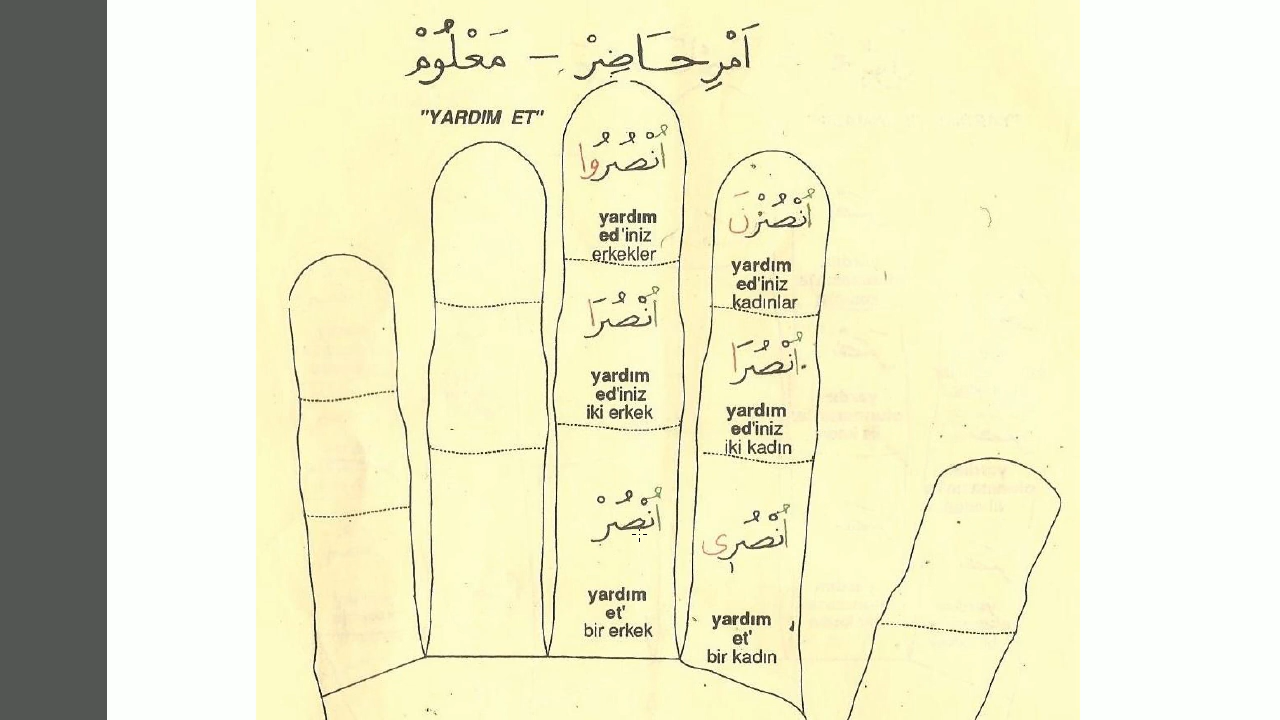 اَمْرِ حَاضِرْ – مَعْلُومْ
"YARDIM ET"
اُنْصُرُوا
yardım
ed'iniz
erkekler
اُنْصُرَا
yardım
ed'iniz
iki erkek
اُنْصُرْ
yardım
et'
bir erkek
اُنْصُرْنَ
yardım
ed'iniz
kadınlar
اُنْصُرَا
yardım
ed'iniz
iki kadın
اُنْصُرِى
yardım
et'
bir kadın